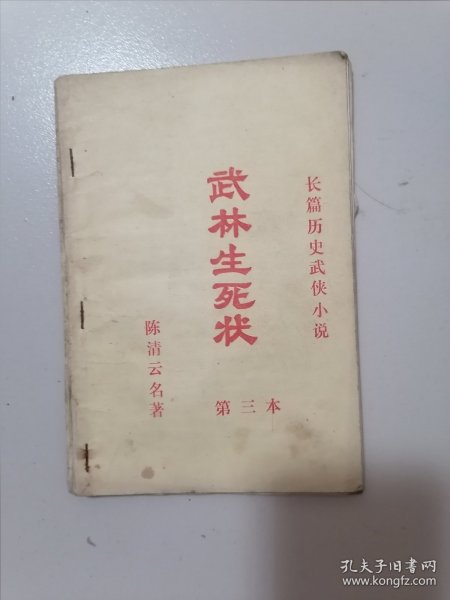 长篇历史武侠小说
武林生死状
第三本
陈清云名著
孔夫子旧书网
www.kongfz.com